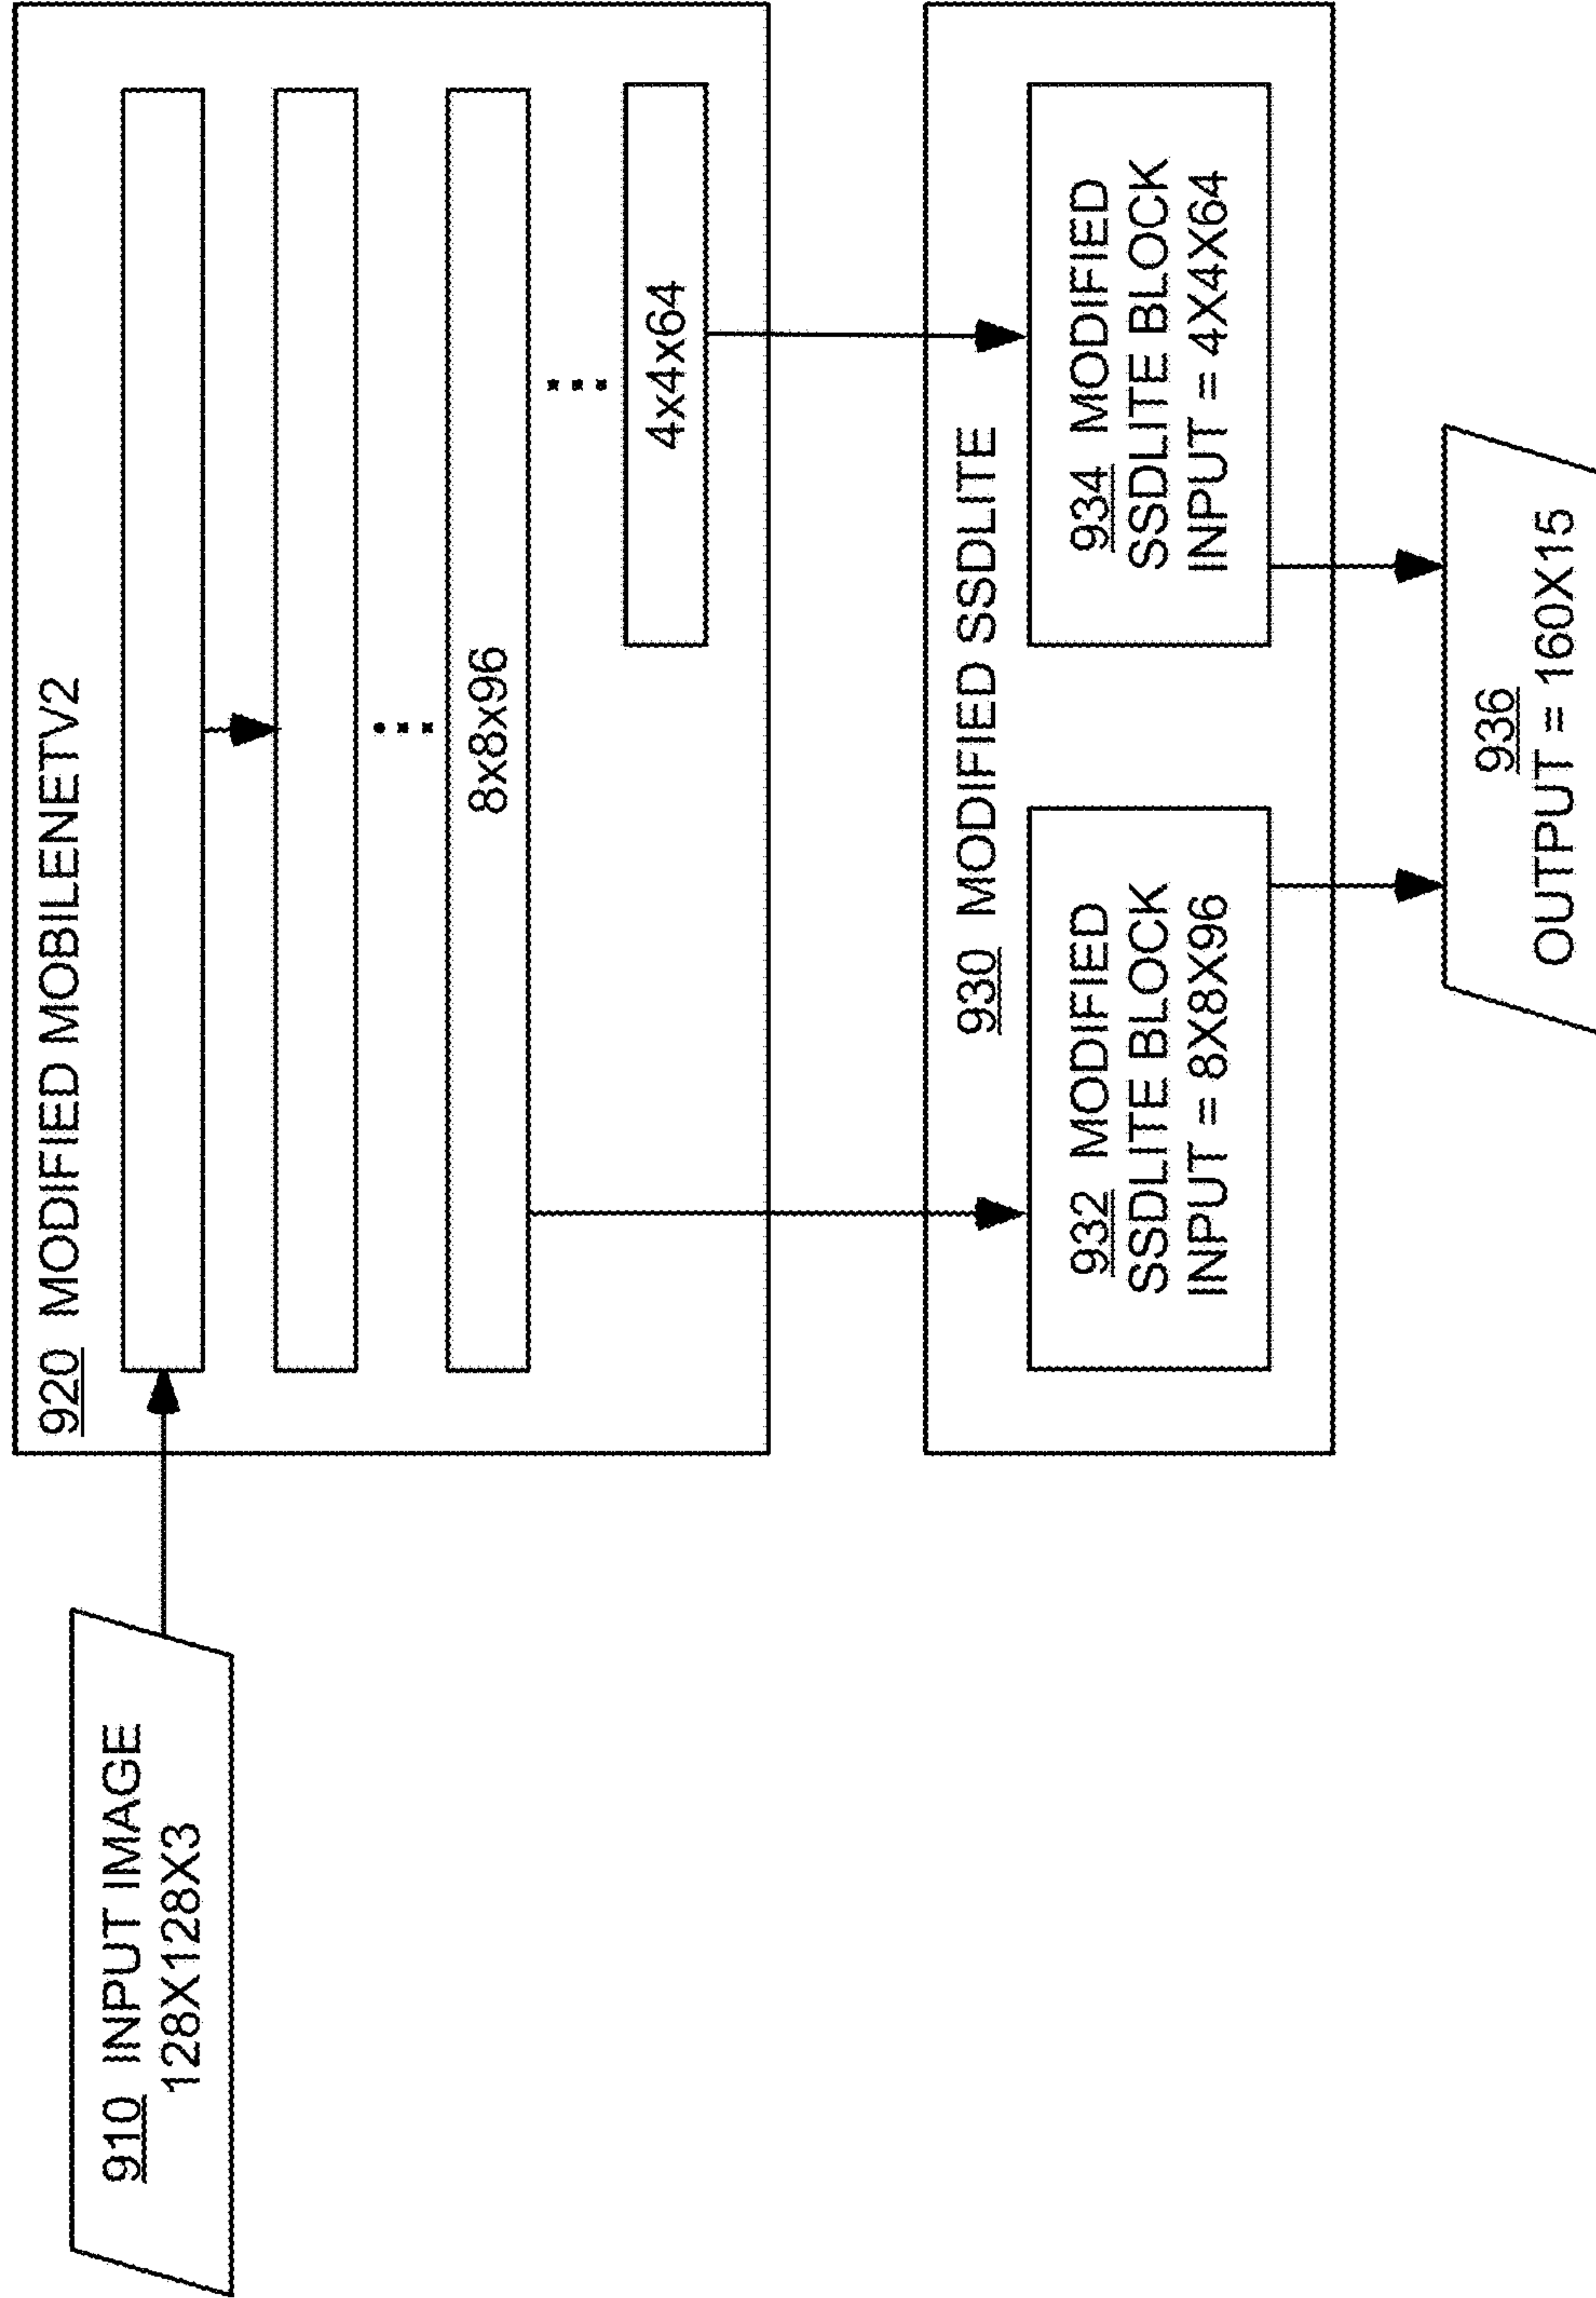 910 INPUT IMAGE
128X128X3
920 MODIFIED MOBILENETV2
8x8x96
4x4x64
930 MODIFIED SSDLITE
932 MODIFIED
SSDLITE BLOCK
INPUT = 8X8X96
934 MODIFIED
SSDLITE BLOCK
INPUT = 4X4X64
936
OUTPUT = 160X15